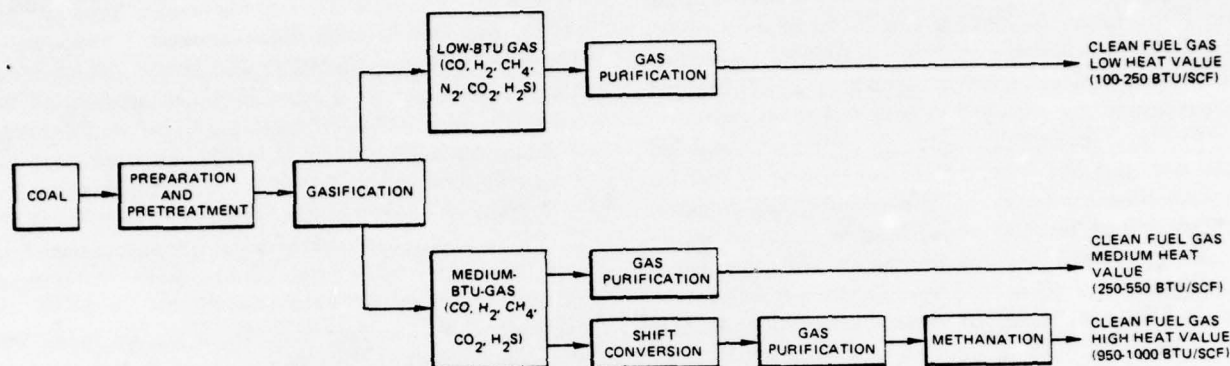 COAL
PREPARATION
AND
PRETREATMENT
GASIFICATION
LOW-BTU GAS
(CO, H2, CH4,
N2, CO2, H2S)
GAS
PURIFICATION
CLEAN FUEL GAS
LOW HEAT VALUE
(100-250 BTU/SCF)
MEDIUM-
BTU-GAS
(CO, H2, CH4,
CO2, H2S)
GAS
PURIFICATION
CLEAN FUEL GAS
MEDIUM HEAT
VALUE
(250-550 BTU/SCF)
SHIFT
CONVERSION
GAS
PURIFICATION
METHANATION
CLEAN FUEL GAS
HIGH HEAT VALUE
(950-1000 BTU/SCF)